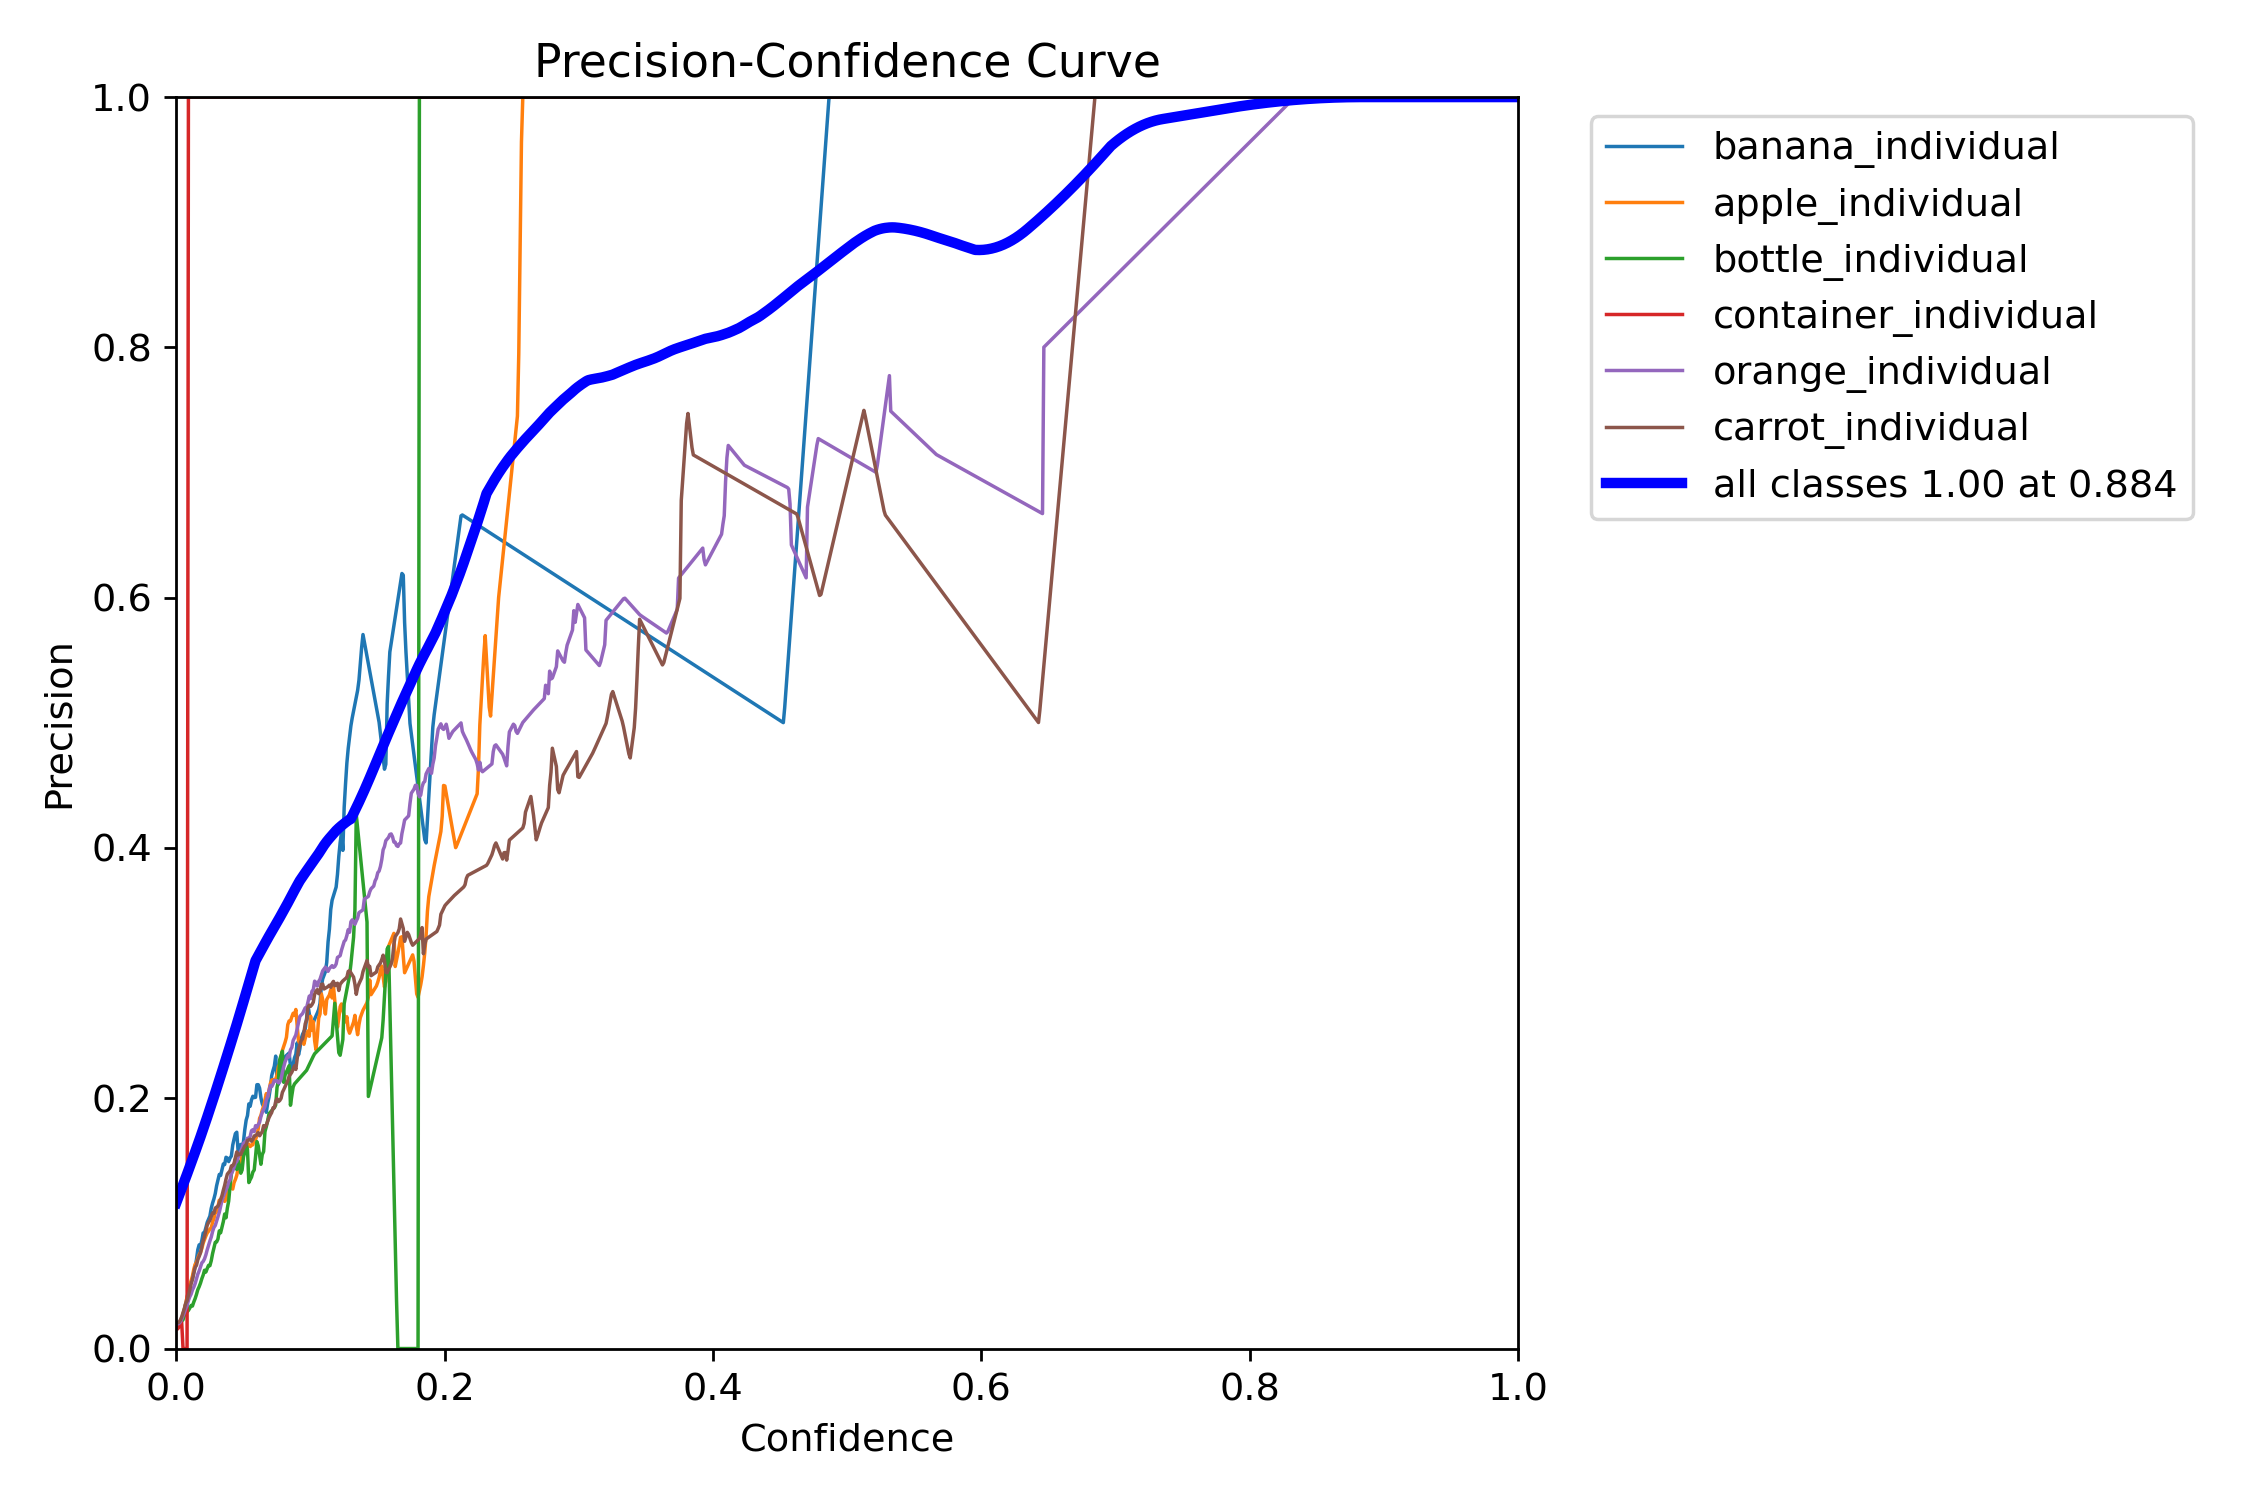 Precision-Confidence Curve
1.0
0.8
0.6
0.4
0.2
0.0
Precision
0.0 0.2 0.4 0.6 0.8 1.0
Confidence
banana_individual
apple_individual
bottle_individual
container_individual
orange_individual
carrot_individual
all classes 1.00 at 0.884